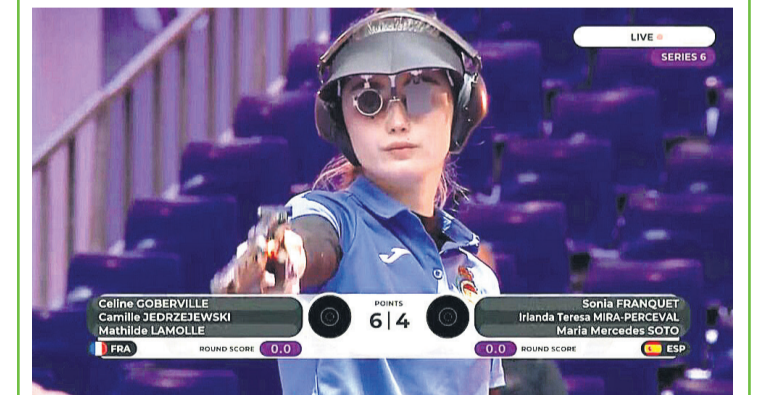 LIVE
SERIES 6
Celine GOBERVILLE
Camille JEDRZEJEWSKI
Mathilde LAMOLLE
FRA
ROUND SCORE 0.0
POINTS
6|4
Sonia FRANQUET
Irlanda Teresa MIRA-PERCEVAL
Maria Mercedes SOTO
0.0 ROUND SCORE
ESP